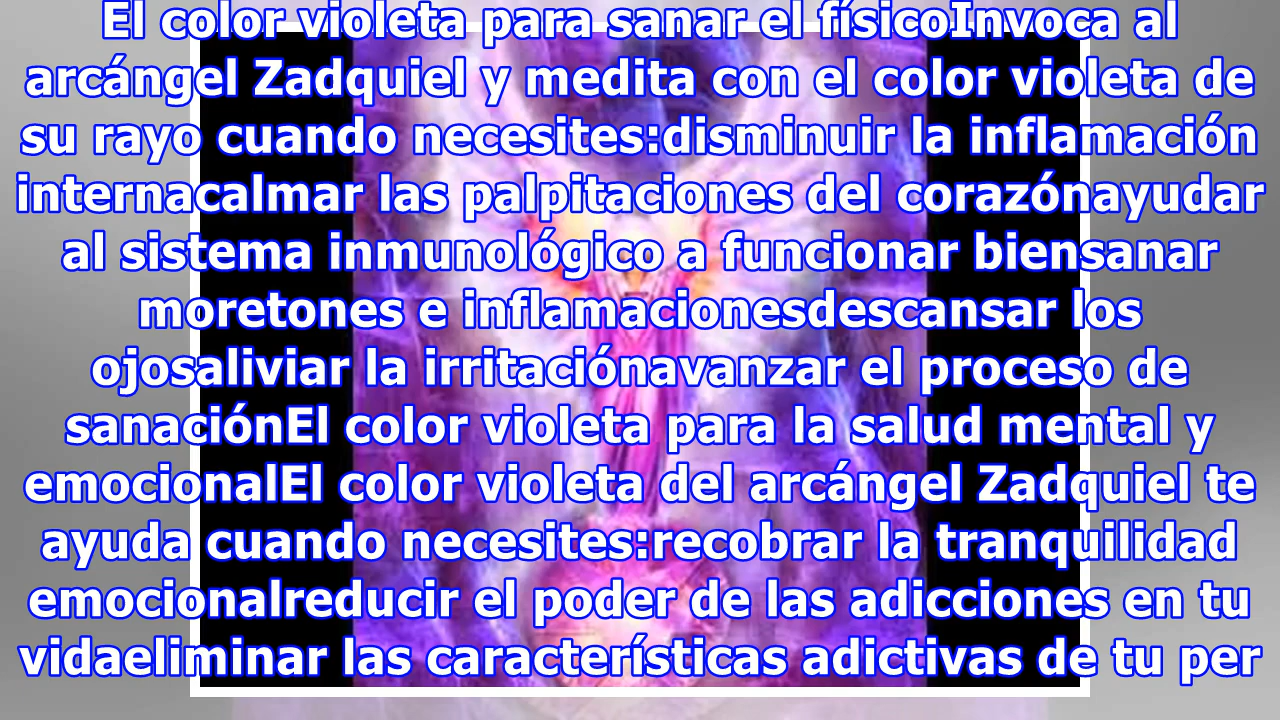 El color violeta para sanar el físicoInvoca al
arcángel Zadquiel y medita con el color violeta de
su rayo cuando necesites:disminuir la inflamación
internacalmar las palpitaciones del corazónayudar
al sistema inmunológico a funcionar biensanar
moretones e inflamacionesdescansar los
ojosaliviar la irritaciónavanzar el proceso de
sanaciónEl color violeta para la salud mental y
emocionalEl color violeta del arcángel Zadquiel te
ayuda cuando necesites:recobrar la tranquilidad
emocionalreducir el poder de las adicciones en tu
vidaeliminar las características adictivas de tu per